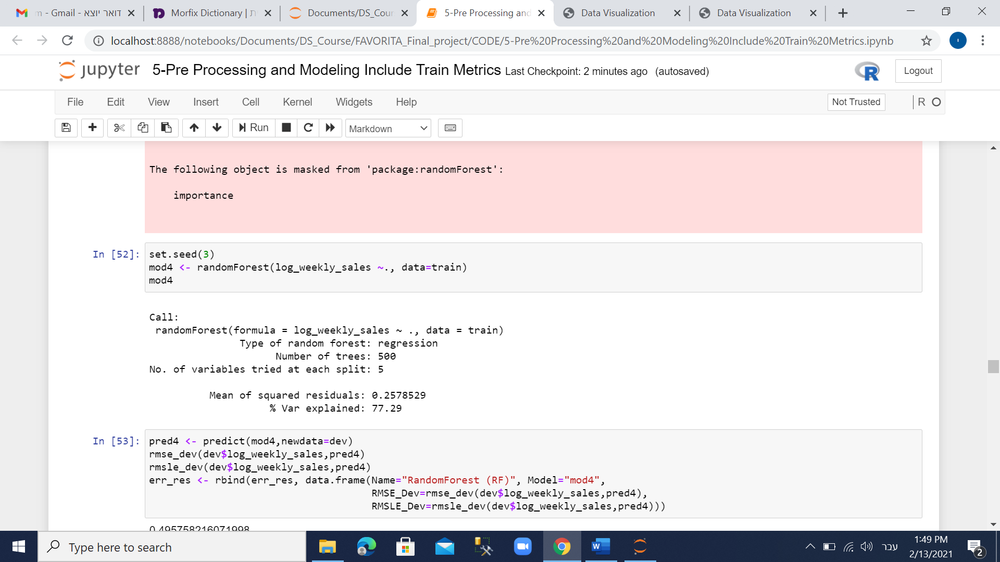 m - Gmail - דואר יוצא
Morfix Dictionary | ת
Documents/DS_Cour
5-Pre Processing and
Data Visualization
Data Visualization
localhost:8888/notebooks/Documents/DS_Course/FAVORITA_Final_project/CODE/5-Pre%20Processing%20and%20Modeling%20Include%20Train%20Metrics.ipynb
jupyter 5-Pre Processing and Modeling Include Train Metrics Last Checkpoint: 2 minutes ago (autosaved)
R
Logout
File Edit View Insert Cell Kernel Widgets Help
Not Trusted
R
Run
Markdown
The following object is masked from 'package:randomForest':
importance
In [52]:
set.seed(3)
mod4 <- randomForest(log_weekly_sales ~., data=train)
mod4
Call:
randomForest(formula = log_weekly_sales ~ ., data = train)
Type of random forest: regression
Number of trees: 500
No. of variables tried at each split: 5
Mean of squared residuals: 0.2578529
% Var explained: 77.29
In [53]:
pred4 <- predict(mod4,newdata=dev)
rmse_dev(dev$log_weekly_sales,pred4)
rmsle_dev(dev$log_weekly_sales,pred4)
err_res <- rbind(err_res, data.frame(Name="RandomForest (RF)", Model="mod4",
RMSE_Dev=rmse_dev(dev$log_weekly_sales,pred4),
RMSLE_Dev=rmsle_dev(dev$log_weekly_sales,pred4)))
0.495758216071998
Type here to search
W
עבר
1:49 PM
2/13/2021
2